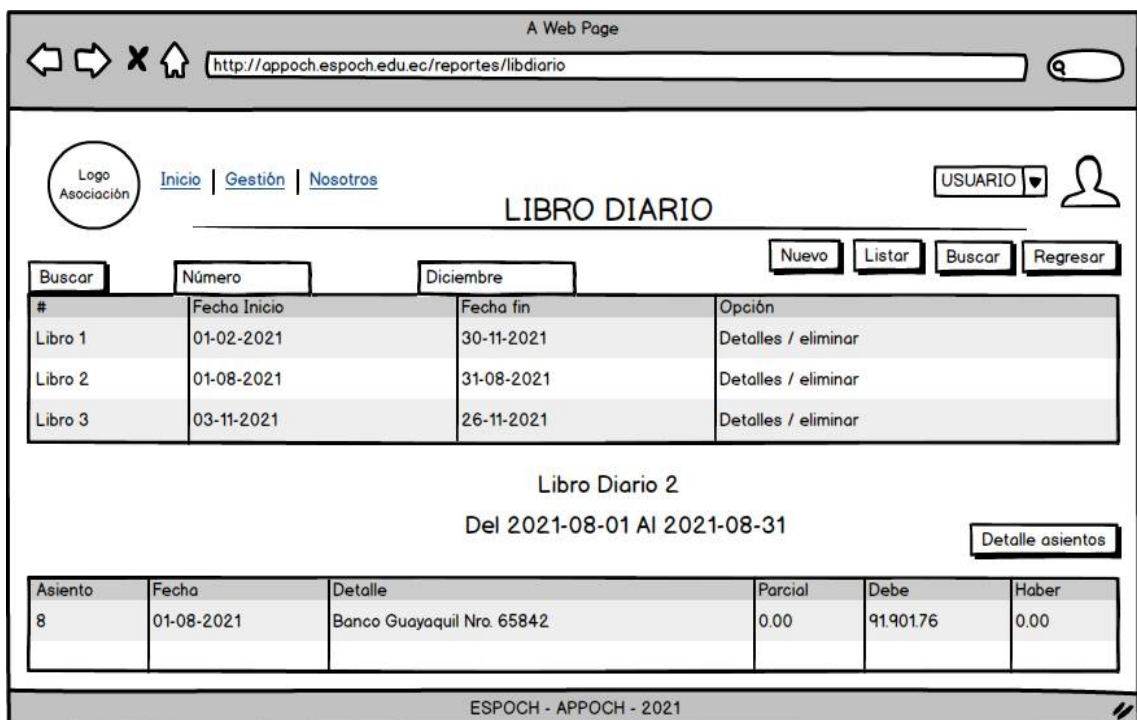 A Web Page
http://appoch.espoch.edu.ec/reportes/libdiario
Logo
Asociación
Inicio | Gestión | Nosotros
USUARIO
LIBRO DIARIO
Nuevo Listar Buscar Regresar
Buscar Número Diciembre
# Fecha Inicio Fecha fin Opción
Libro 1 01-02-2021 30-11-2021 Detalles / eliminar
Libro 2 01-08-2021 31-08-2021 Detalles / eliminar
Libro 3 03-11-2021 26-11-2021 Detalles / eliminar
Libro Diario 2
Del 2021-08-01 Al 2021-08-31
Detalle asientos
Asiento Fecha Detalle Parcial Debe Haber
8 01-08-2021 Banco Guayaquil Nro. 65842 0.00 91.901.76 0.00
ESPOCH - APPOCH - 2021